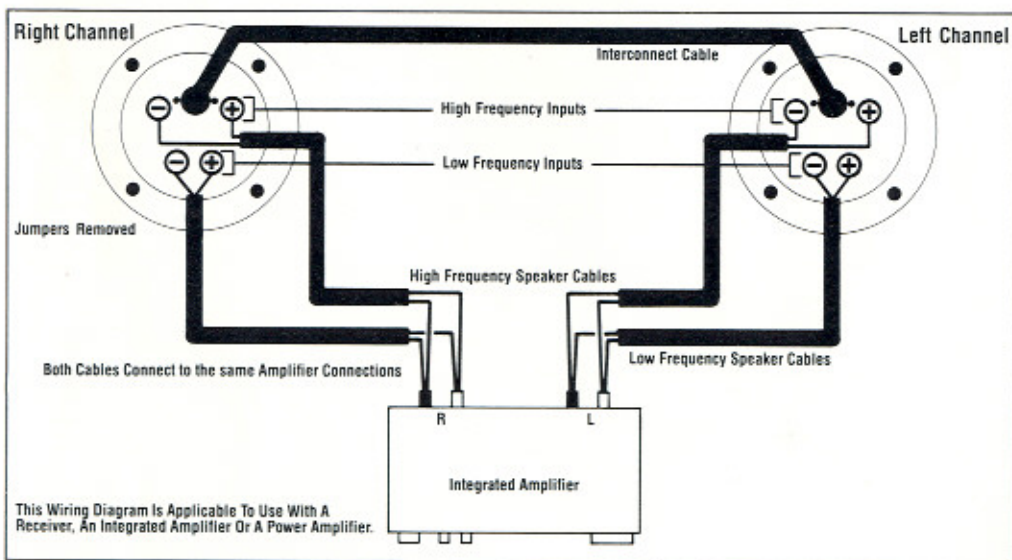 Right Channel
Left Channel
Interconnect Cable
− +
− +
High Frequency Inputs
− +
− +
Low Frequency Inputs
Jumpers Removed
High Frequency Speaker Cables
Low Frequency Speaker Cables
Both Cables Connect to the same Amplifier Connections
R
L
Integrated Amplifier
This Wiring Diagram Is Applicable To Use With A
Receiver, An Integrated Amplifier Or A Power Amplifier.